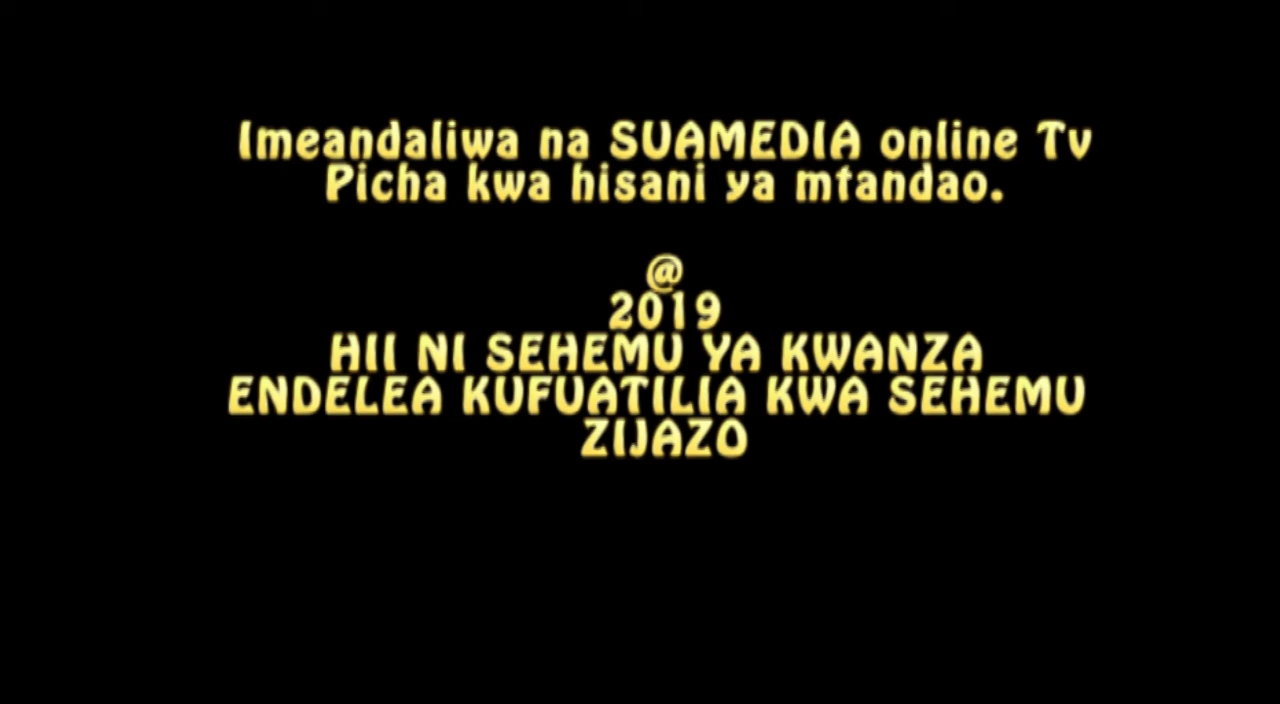 Imeandaliwa na SUAMEDIA online Tv
Picha kwa hisani ya mtandao.
@
2019
HII NI SEHEMU YA KWANZA
ENDELEA KUFUATILIA KWA SEHEMU
ZIJAZO